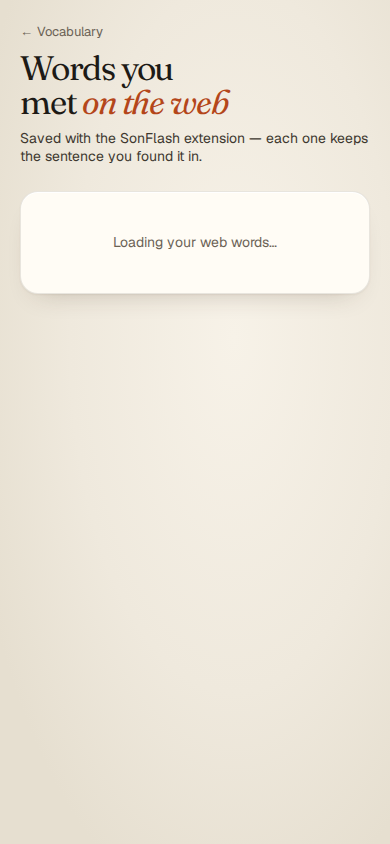 ← Vocabulary
Words you
met on the web
Saved with the SonFlash extension — each one keeps
the sentence you found it in.
Loading your web words…